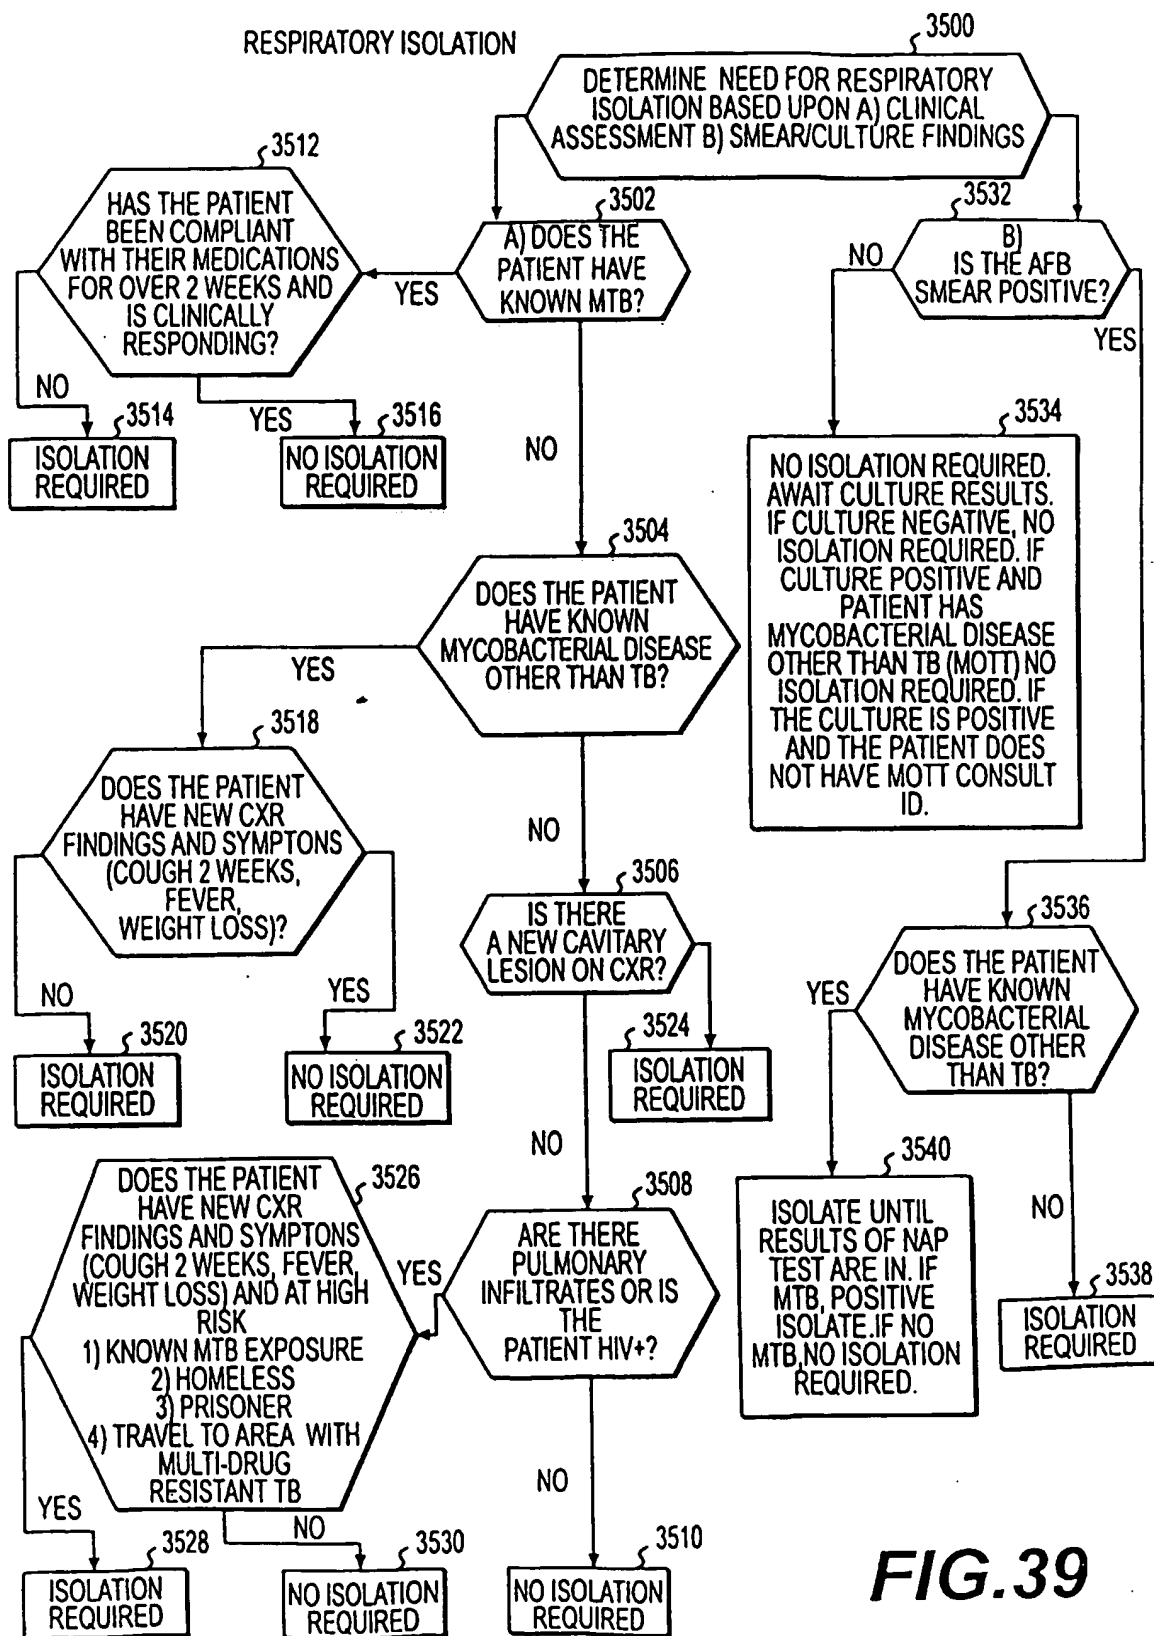 RESPIRATORY ISOLATION
3500
DETERMINE NEED FOR RESPIRATORY
ISOLATION BASED UPON A) CLINICAL
ASSESSMENT B) SMEAR/CULTURE FINDINGS
3512
HAS THE PATIENT
BEEN COMPLIANT
WITH THEIR MEDICATIONS
FOR OVER 2 WEEKS AND
IS CLINICALLY
RESPONDING?
YES
3502
A) DOES THE
PATIENT HAVE
KNOWN MTB?
3532
NO
B)
IS THE AFB
SMEAR POSITIVE?
YES
NO
3514
ISOLATION
REQUIRED
YES
3516
NO ISOLATION
REQUIRED
NO
3534
NO ISOLATION REQUIRED.
AWAIT CULTURE RESULTS.
IF CULTURE NEGATIVE, NO
ISOLATION REQUIRED. IF
CULTURE POSITIVE AND
PATIENT HAS
MYCOBACTERIAL DISEASE
OTHER THAN TB (MOTT) NO
ISOLATION REQUIRED. IF
THE CULTURE IS POSITIVE
AND THE PATIENT DOES
NOT HAVE MOTT CONSULT
ID.
3504
DOES THE PATIENT
HAVE KNOWN
MYCOBACTERIAL DISEASE
OTHER THAN TB?
YES
3518
DOES THE PATIENT
HAVE NEW CXR
FINDINGS AND SYMPTONS
(COUGH 2 WEEKS,
FEVER,
WEIGHT LOSS)?
NO
3506
IS THERE
A NEW CAVITARY
LESION ON CXR?
3536
DOES THE PATIENT
HAVE KNOWN
MYCOBACTERIAL
DISEASE OTHER
THAN TB?
YES
NO
3520
ISOLATION
REQUIRED
YES
3522
NO ISOLATION
REQUIRED
3524
ISOLATION
REQUIRED
NO
3526
DOES THE PATIENT
HAVE NEW CXR
FINDINGS AND SYMPTONS
(COUGH 2 WEEKS, FEVER,
WEIGHT LOSS) AND AT HIGH
RISK
1) KNOWN MTB EXPOSURE
2) HOMELESS
3) PRISONER
4) TRAVEL TO AREA WITH
MULTI-DRUG
RESISTANT TB
YES
3508
ARE THERE
PULMONARY
INFILTRATES OR IS
THE
PATIENT HIV+?
3540
ISOLATE UNTIL
RESULTS OF NAP
TEST ARE IN. IF
MTB, POSITIVE
ISOLATE.IF NO
MTB,NO ISOLATION
REQUIRED.
NO
3538
ISOLATION
REQUIRED
YES
3528
ISOLATION
REQUIRED
NO
3530
NO ISOLATION
REQUIRED
NO
3510
NO ISOLATION
REQUIRED
FIG.39